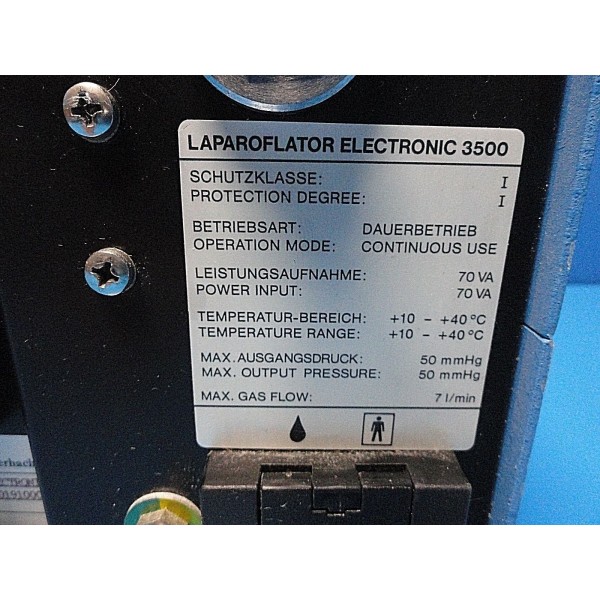 LAPAROFLATOR ELECTRONIC 3500
SCHUTZKLASSE: I
PROTECTION DEGREE: I
BETRIEBSART: DAUERBETRIEB
OPERATION MODE: CONTINUOUS USE
LEISTUNGSAUFNAHME: 70 VA
POWER INPUT: 70 VA
TEMPERATUR-BEREICH: +10 – +40 °C
TEMPERATURE RANGE: +10 – +40 °C
MAX. AUSGANGSDRUCK: 50 mmHg
MAX. OUTPUT PRESSURE: 50 mmHg
MAX. GAS FLOW: 7 l/min